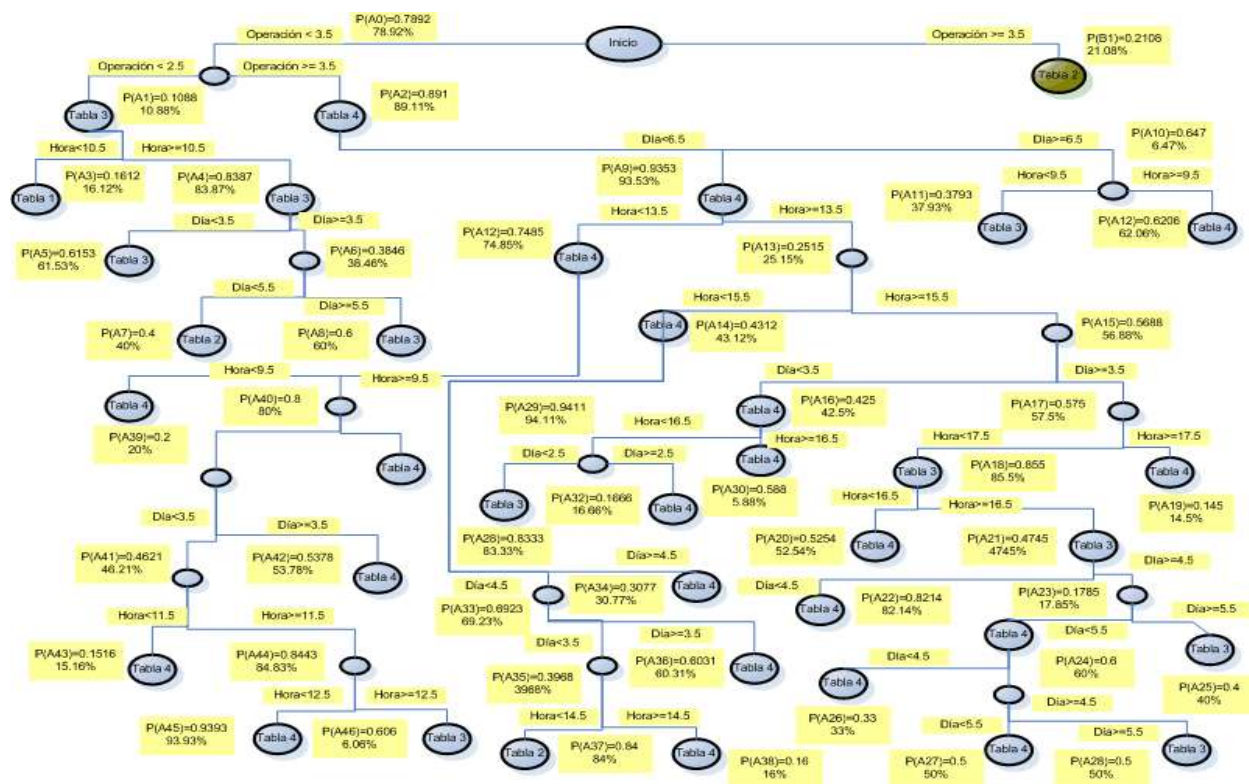 P(A0)=0.7892
78.92%
Operación < 3.5
Inicio
Operación >= 3.5
P(B1)=0.2108
21.08%
Tabla 2
Operación < 2.5
Operación >= 3.5
P(A1)=0.1088
10.88%
Tabla 3
P(A2)=0.891
89.11%
Tabla 4
Día<6.5
Día>=6.5
P(A10)=0.647
6.47%
Hora<10.5
Hora>=10.5
P(A3)=0.1612
16.12%
Tabla 1
P(A4)=0.8387
83.87%
Tabla 3
P(A9)=0.9353
93.53%
Tabla 4
Hora<9.5
Hora>=9.5
P(A11)=0.3793
37.93%
Tabla 3
P(A12)=0.6206
62.06%
Tabla 4
Día<3.5
Día>=3.5
Hora<13.5
Hora>=13.5
P(A5)=0.6153
61.53%
Tabla 3
P(A6)=0.3846
38.46%
P(A12)=0.7485
74.85%
Tabla 4
P(A13)=0.2515
25.15%
Día<5.5
Día>=5.5
Hora<15.5
Hora>=15.5
P(A7)=0.4
40%
Tabla 2
P(A8)=0.6
60%
Tabla 3
Tabla 4
P(A14)=0.4312
43.12%
P(A15)=0.5688
56.88%
Hora<9.5
Hora>=9.5
Día<3.5
Día>=3.5
Tabla 4
P(A40)=0.8
80%
P(A39)=0.2
20%
P(A29)=0.9411
94.11%
Tabla 4
P(A16)=0.425
42.5%
P(A17)=0.575
57.5%
Hora<16.5
Hora>=16.5
Hora<17.5
Hora>=17.5
Tabla 4
Día<2.5
Día>=2.5
Tabla 4
Tabla 3
P(A18)=0.855
85.5%
Tabla 4
Tabla 3
P(A32)=0.1666
16.66%
Tabla 4
P(A30)=0.588
5.88%
Hora<16.5
Hora>=16.5
P(A19)=0.145
14.5%
Día<3.5
Día>=3.5
P(A28)=0.8333
83.33%
P(A20)=0.5254
52.54%
Tabla 4
P(A21)=0.4745
4745%
Tabla 3
P(A41)=0.4621
46.21%
P(A42)=0.5378
53.78%
Tabla 4
Día<4.5
Día>=4.5
P(A34)=0.3077
30.77%
Tabla 4
Día<4.5
Día>=4.5
P(A33)=0.6923
69.23%
Tabla 4
P(A22)=0.8214
82.14%
P(A23)=0.1785
17.85%
Hora<11.5
Hora>=11.5
Día<3.5
Día>=3.5
Día<5.5
Día>=5.5
P(A43)=0.1516
15.16%
Tabla 4
P(A44)=0.8443
84.83%
P(A35)=0.3968
3968%
P(A36)=0.6031
60.31%
Tabla 4
Tabla 4
P(A24)=0.6
60%
Tabla 3
P(A25)=0.4
40%
Día<4.5
Día>=4.5
Tabla 4
P(A26)=0.33
33%
Hora<12.5
Hora>=12.5
Hora<14.5
Hora>=14.5
Día<5.5
Día>=5.5
P(A45)=0.9393
93.93%
Tabla 4
P(A46)=0.606
6.06%
Tabla 3
Tabla 2
P(A37)=0.84
84%
Tabla 4
P(A38)=0.16
16%
P(A27)=0.5
50%
Tabla 4
P(A28)=0.5
50%
Tabla 3